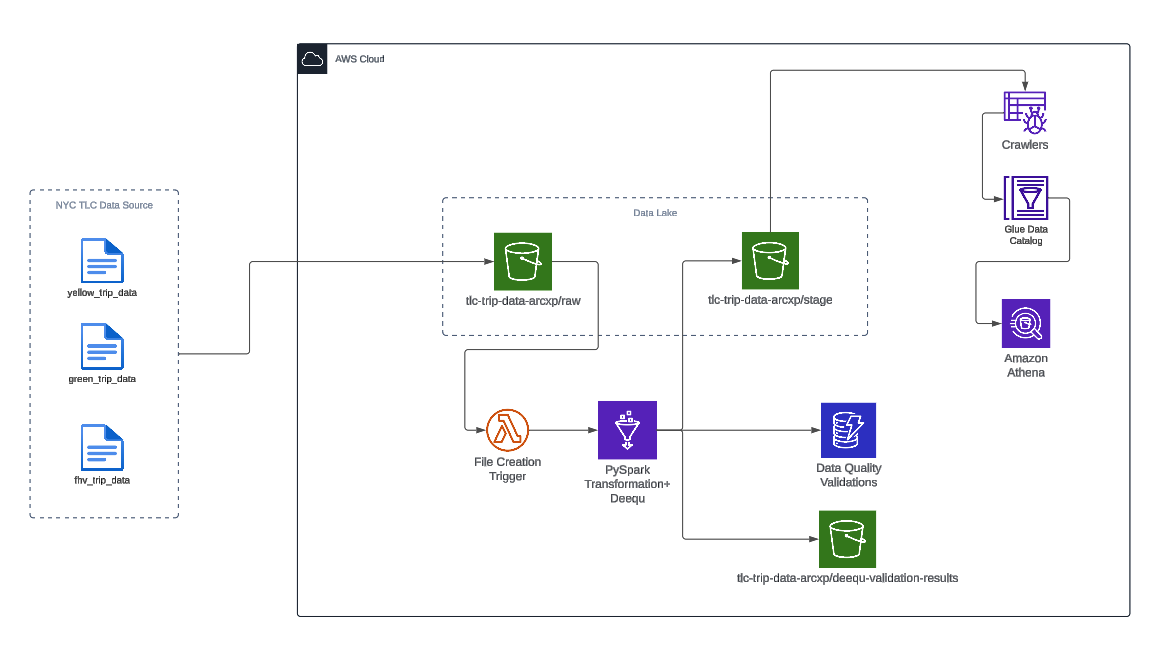 AWS Cloud
Crawlers
NYC TLC Data Source
Data Lake
Glue Data
Catalog
yellow_trip_data
tlc-trip-data-arcxp/raw
tlc-trip-data-arcxp/stage
green_trip_data
Amazon
Athena
File Creation
Trigger
PySpark
Transformation+
Deequ
Data Quality
Validations
fhv_trip_data
tlc-trip-data-arcxp/deequ-validation-results